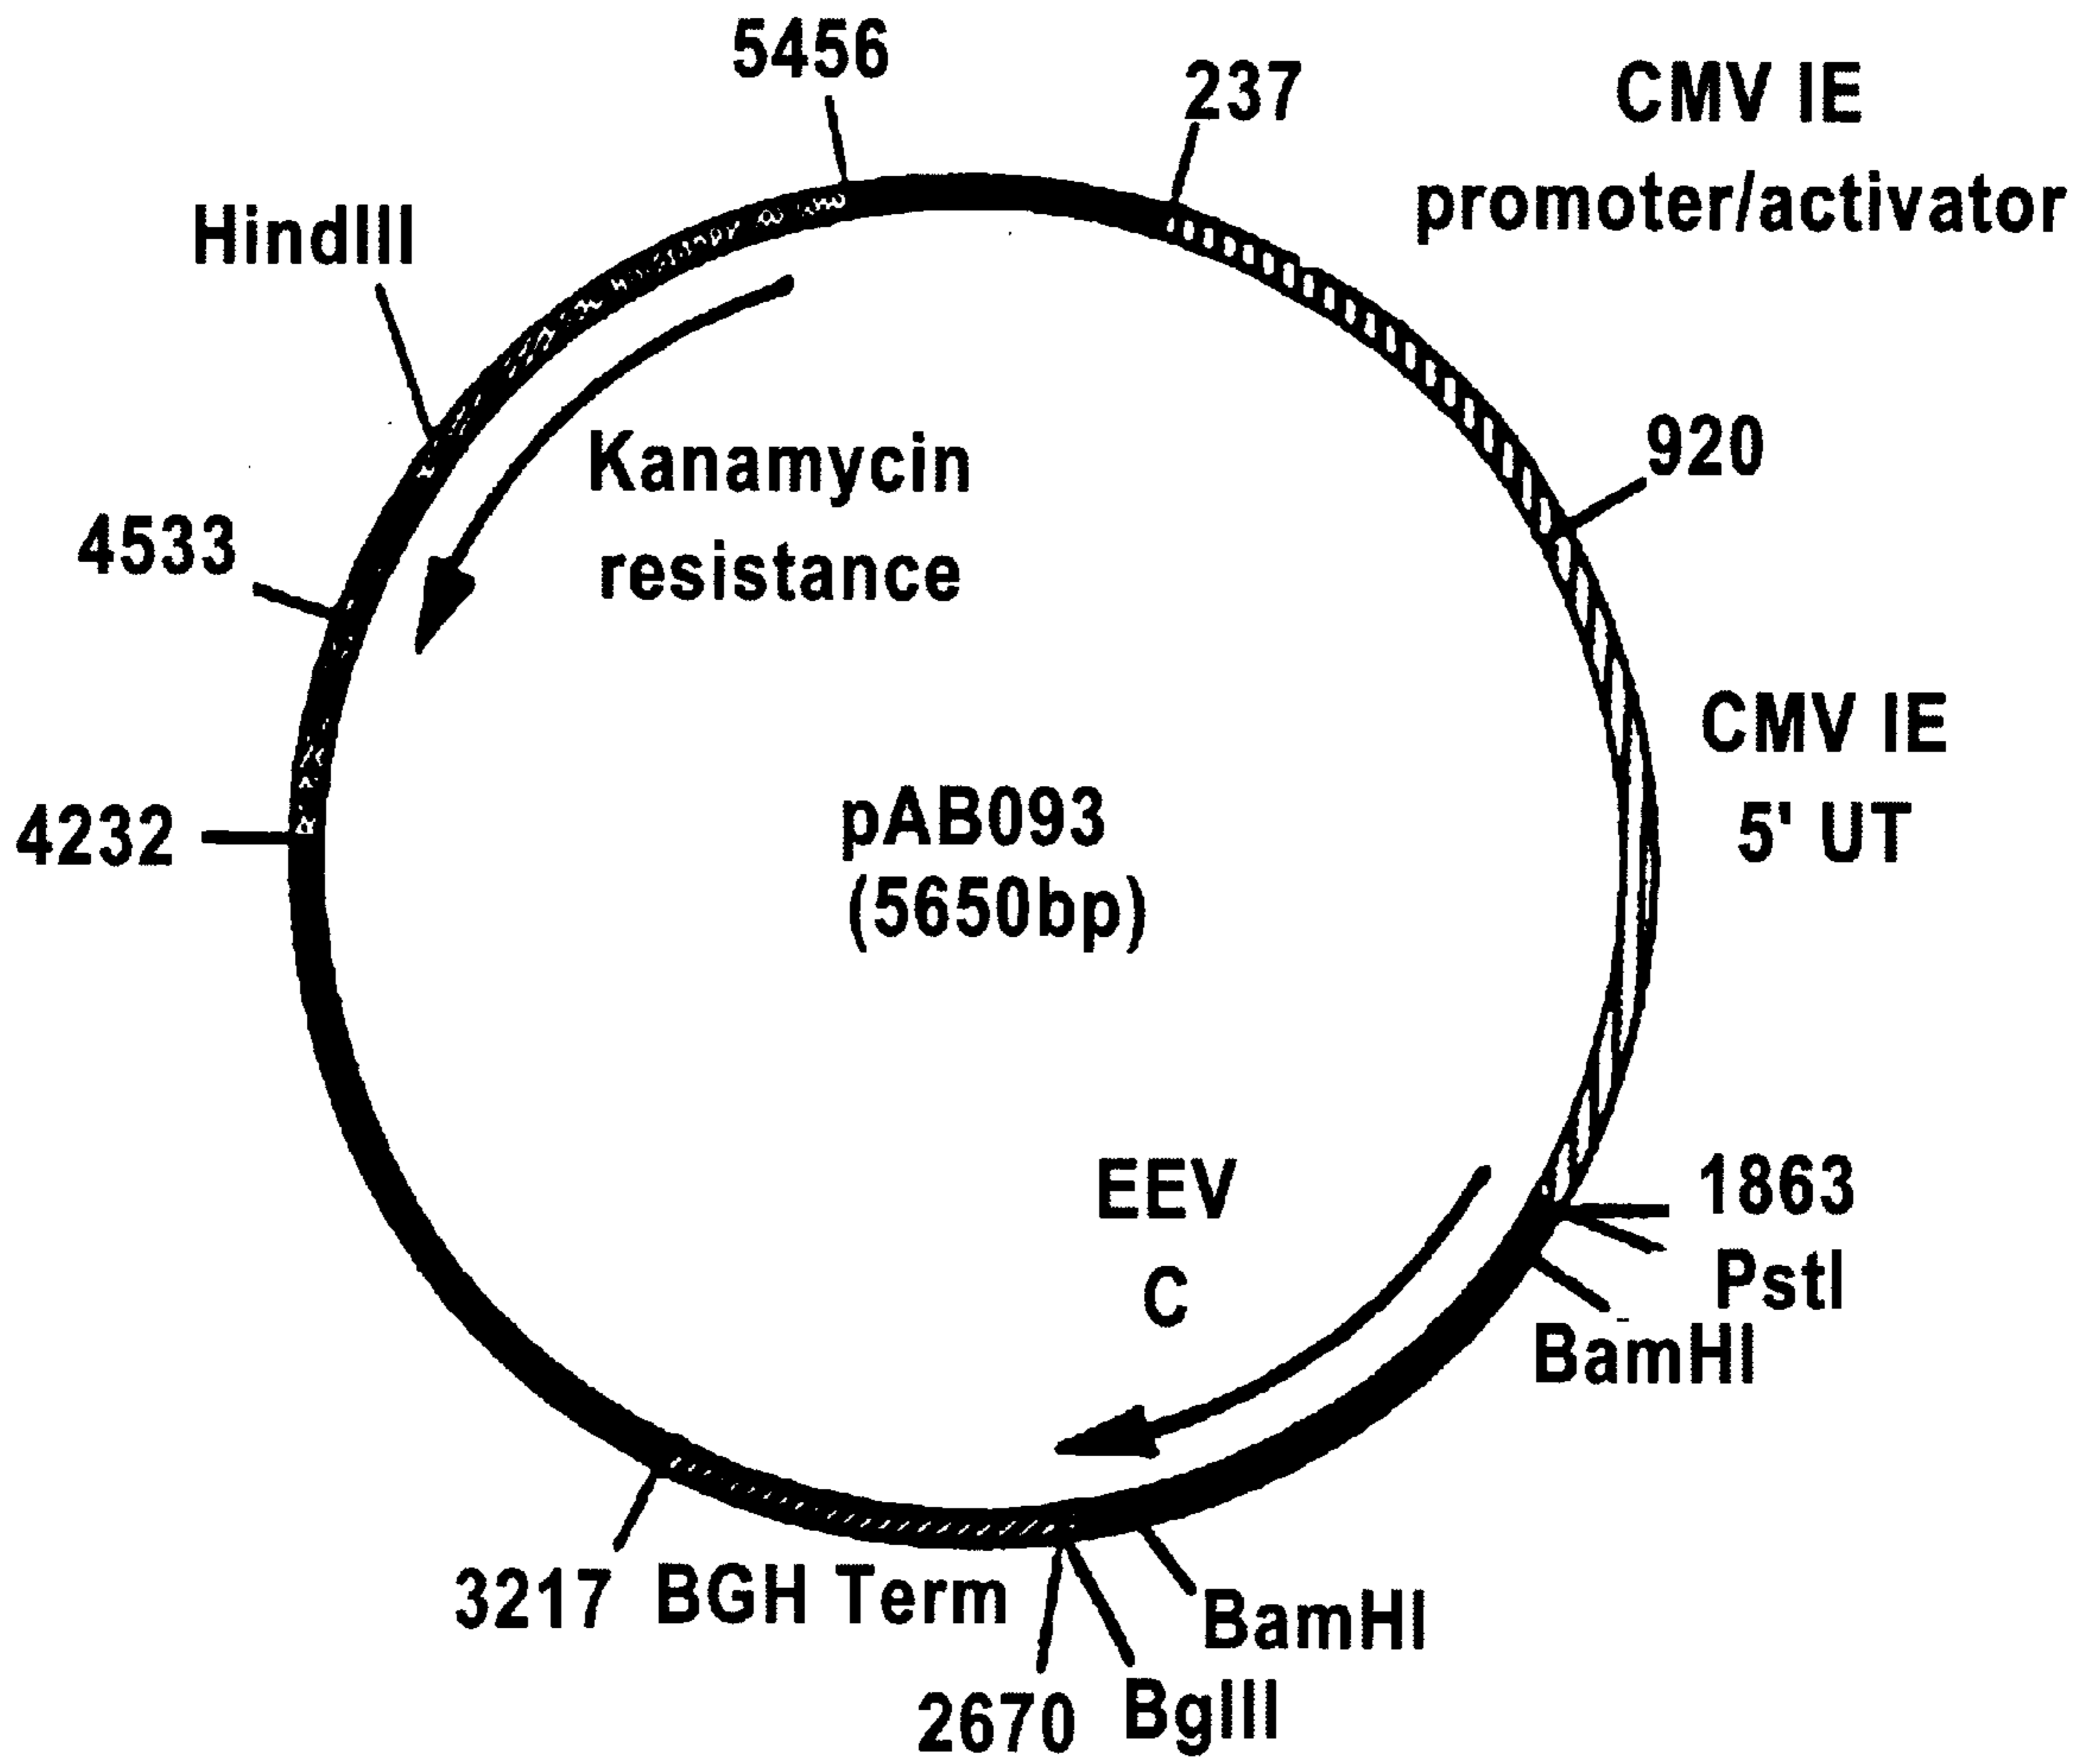 5456
237
CMV IE
promoter/activator
HindIII
920
Kanamycin
resistance
4533
CMV IE
5' UT
pAB093
(5650bp)
4232
EEV
C
1863
PstI
BamHI
3217
BGH Term
BamHI
2670
BglII